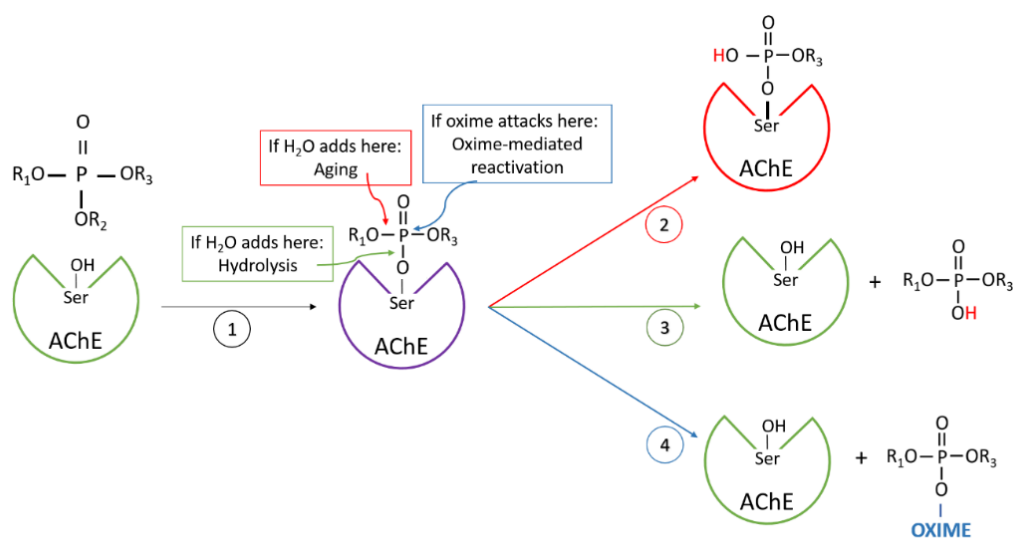 O
R₁O – P – OR₃
OR₂
OH
Ser
AChE
1
If H₂O adds here:
Hydrolysis
If H₂O adds here:
Aging
If oxime attacks here:
Oxime-mediated
reactivation
O
R₁O–P–OR₃
O
Ser
AChE
2
3
4
O
HO–P–OR₃
O
Ser
AChE
OH
Ser
AChE
+
O
R₁O–P–OR₃
OH
OH
Ser
AChE
+
O
R₁O–P–OR₃
O
OXIME